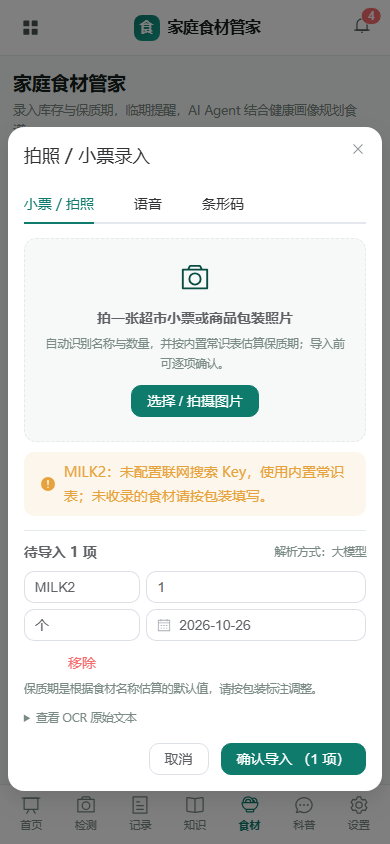 食 家庭食材管家
4
家庭食材管家
录入库存与保质期，临期提醒，AI Agent 结合健康画像规划食
拍照 / 小票录入
小票 / 拍照 语音 条形码
拍一张超市小票或商品包装照片
自动识别名称与数量，并按内置常识表估算保质期；导入前
可逐项确认。
选择 / 拍摄图片
MILK2：未配置联网搜索 Key，使用内置常识
表；未收录的食材请按包装填写。
待导入 1 项 解析方式：大模型
MILK2 1
个 2026-10-26
移除
保质期是根据食材名称估算的默认值，请按包装标注调整。
查看 OCR 原始文本
取消 确认导入 （1 项）
首页 检测 记录 知识 食材 科普 设置